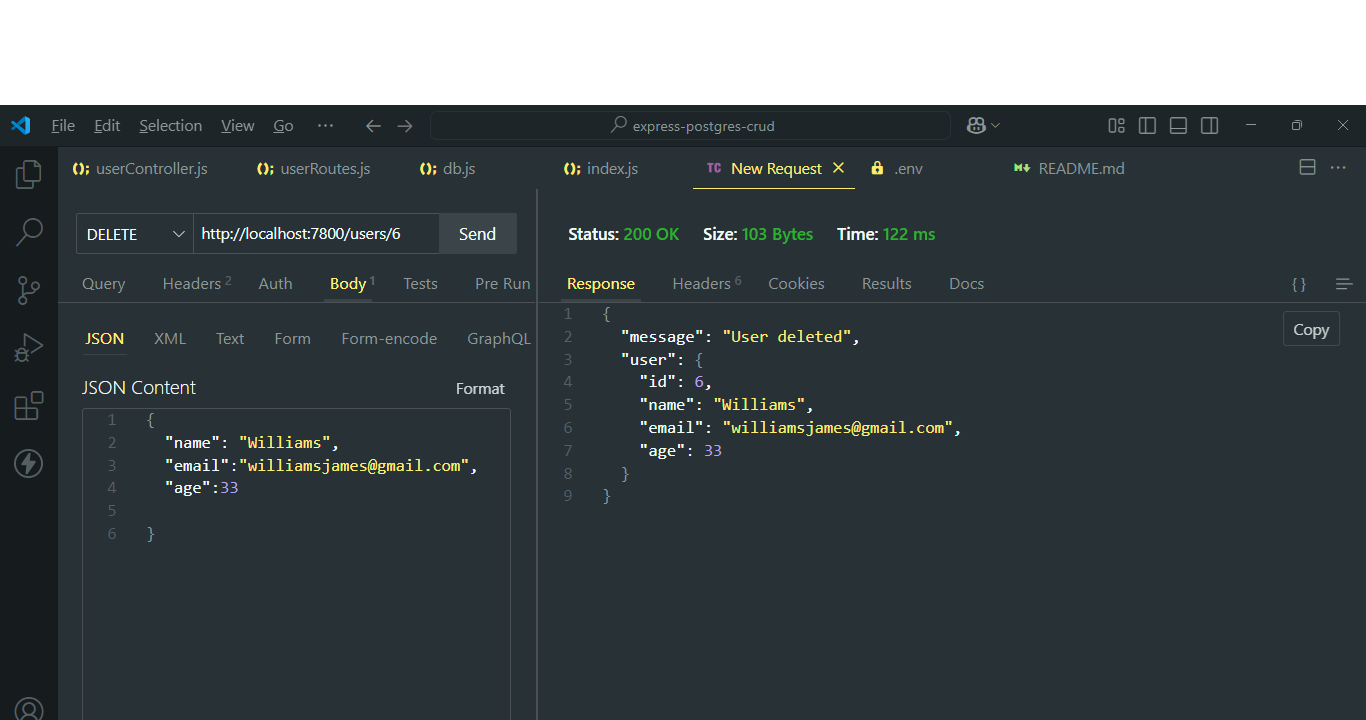 File Edit Selection View Go ··· express-postgres-crud
userController.js userRoutes.js db.js index.js TC New Request .env README.md
DELETE http://localhost:7800/users/6 Send
Status: 200 OK Size: 103 Bytes Time: 122 ms
Query Headers 2 Auth Body 1 Tests Pre Run
Response Headers 6 Cookies Results Docs { }
JSON XML Text Form Form-encode GraphQL
JSON Content Format
1 {
2 "name": "Williams",
3 "email":"williamsjames@gmail.com",
4 "age":33
5
6 }
Copy
1 {
2 "message": "User deleted",
3 "user": {
4 "id": 6,
5 "name": "Williams",
6 "email": "williamsjames@gmail.com",
7 "age": 33
8 }
9 }